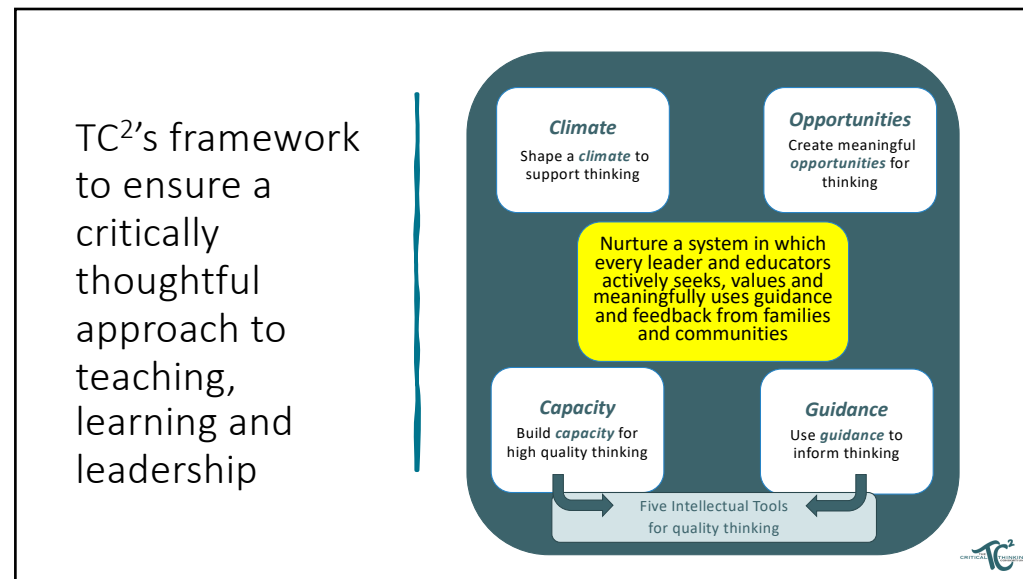 TC²'s framework
to ensure a
critically
thoughtful
approach to
teaching,
learning and
leadership
Climate
Shape a climate to
support thinking
Opportunities
Create meaningful
opportunities for
thinking
Nurture a system in which
every leader and educators
actively seeks, values and
meaningfully uses guidance
and feedback from families
and communities
Capacity
Build capacity for
high quality thinking
Guidance
Use guidance to
inform thinking
Five Intellectual Tools
for quality thinking
TC²
CRITICAL THINKING